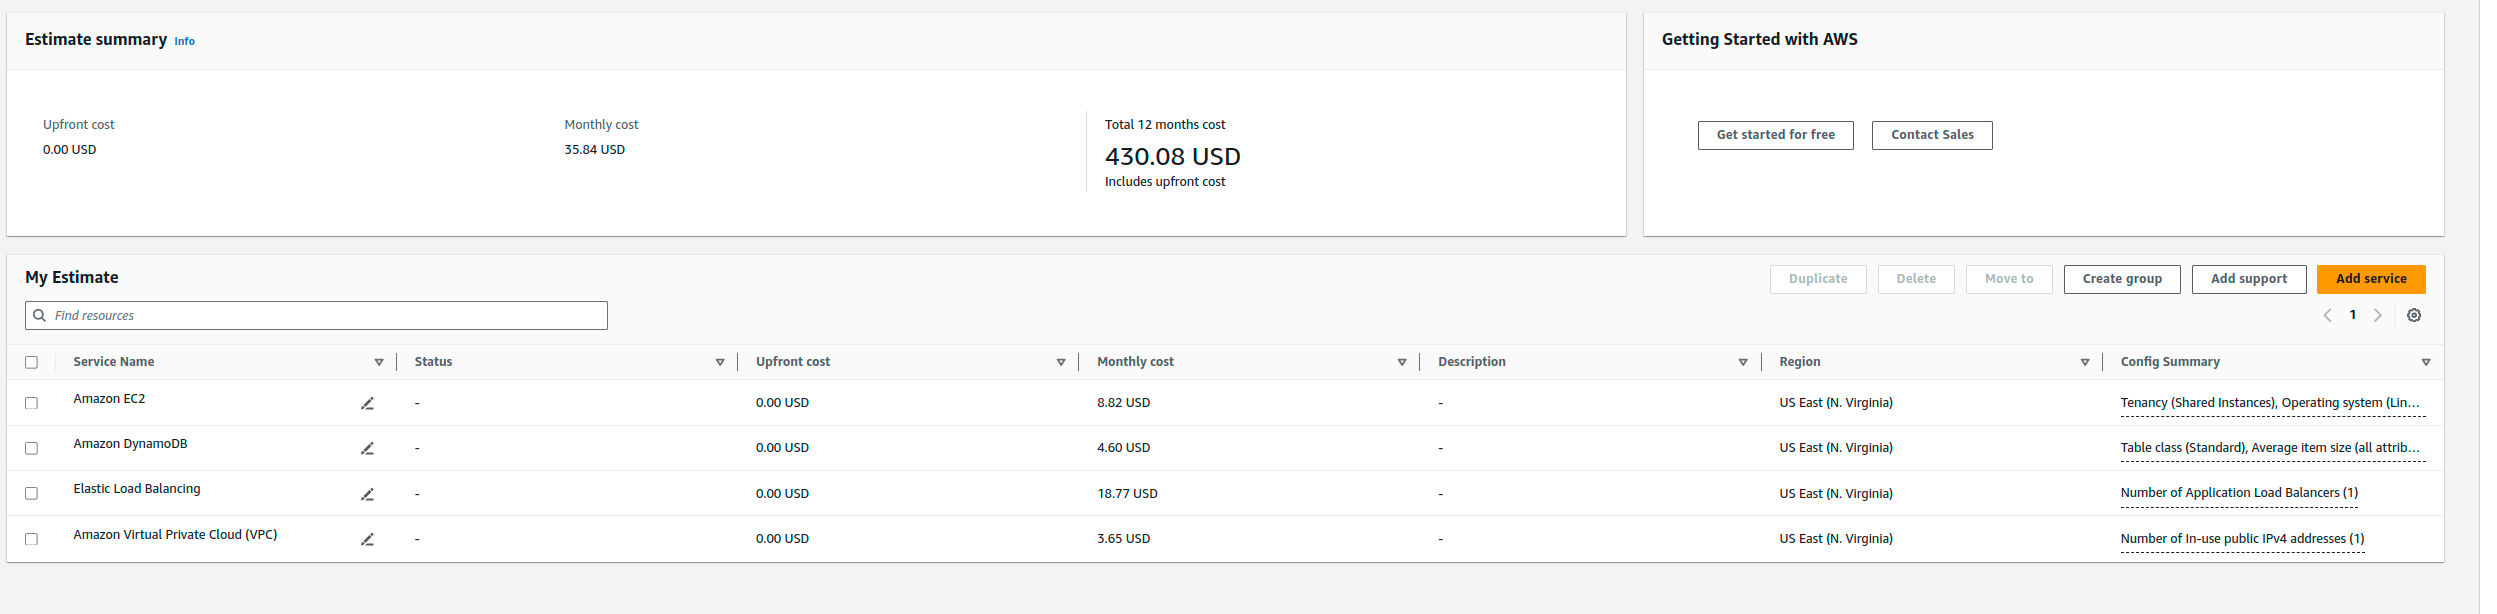 Estimate summary Info
Getting Started with AWS
Upfront cost
0.00 USD
Monthly cost
35.84 USD
Total 12 months cost
430.08 USD
Includes upfront cost
Get started for free Contact Sales
My Estimate
Duplicate Delete Move to Create group Add support Add service
Find resources
1
Service Name Status Upfront cost Monthly cost Description Region Config Summary
Amazon EC2 - 0.00 USD 8.82 USD - US East (N. Virginia) Tenancy (Shared Instances), Operating system (Lin...
Amazon DynamoDB - 0.00 USD 4.60 USD - US East (N. Virginia) Table class (Standard), Average item size (all attrib...
Elastic Load Balancing - 0.00 USD 18.77 USD - US East (N. Virginia) Number of Application Load Balancers (1)
Amazon Virtual Private Cloud (VPC) - 0.00 USD 3.65 USD - US East (N. Virginia) Number of In-use public IPv4 addresses (1)